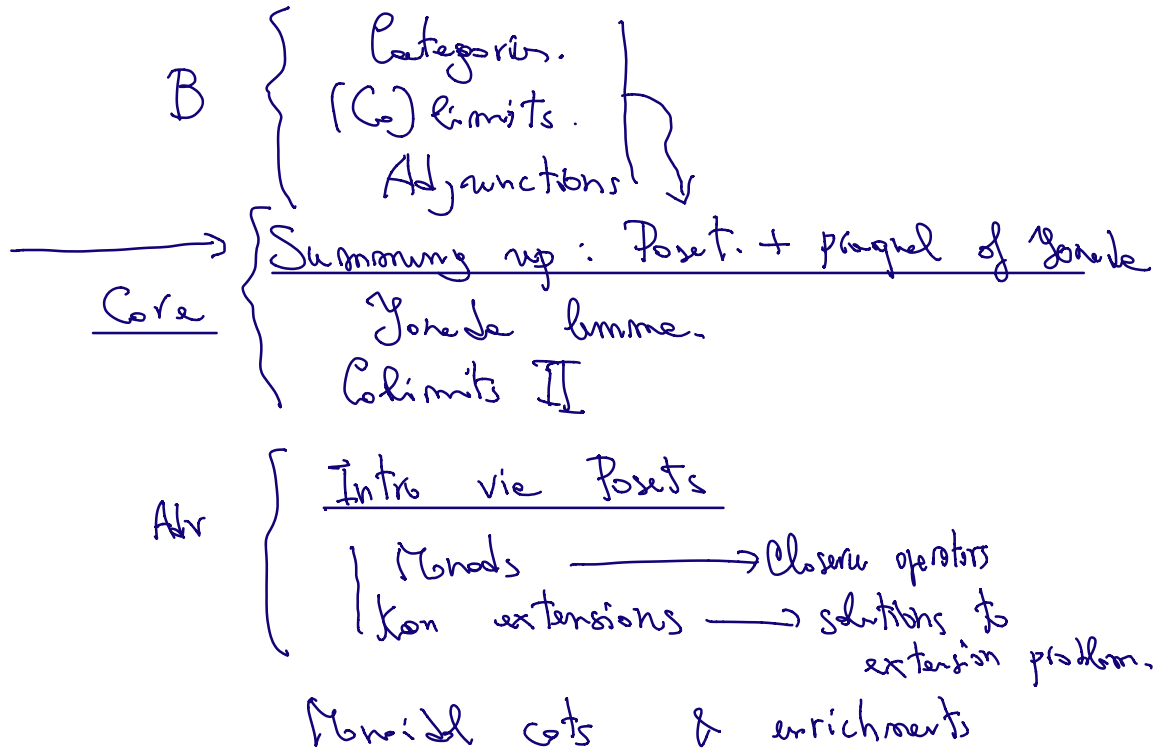 B
Categories.
(Co) limits.
Adjunctions
Summing up: Poset. + prequel of Yoneda
Core
Yoneda lemma.
Colimits II
Adv
Intro via Posets
Monads → Closure operators
Kan extensions → solutions to
extension problem.
Monoidal cats & enrichments